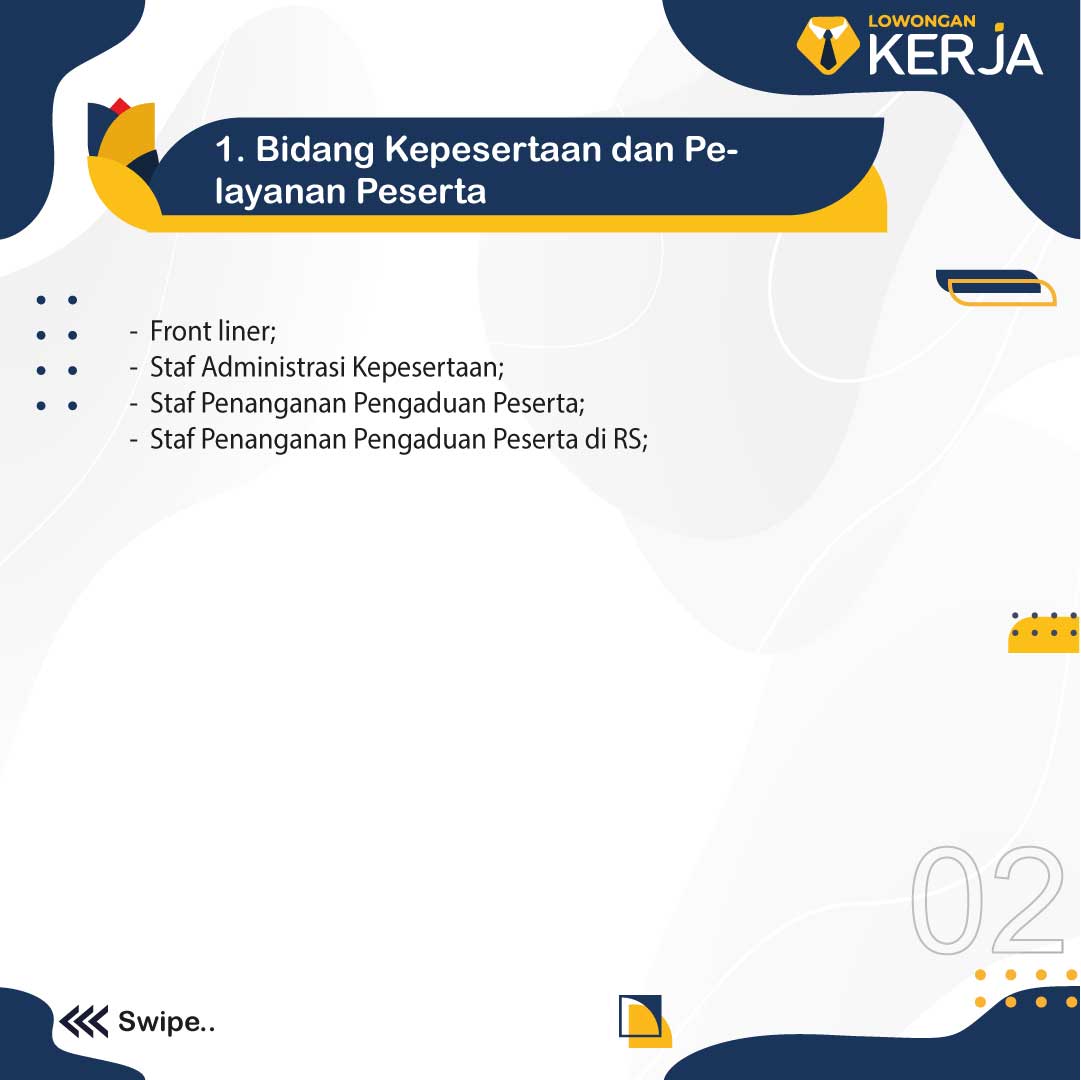 LOWONGAN
KERJA
1. Bidang Kepesertaan dan Pe-
layanan Peserta
- Front liner;
- Staf Administrasi Kepesertaan;
- Staf Penanganan Pengaduan Peserta;
- Staf Penanganan Pengaduan Peserta di RS;
02
Swipe..